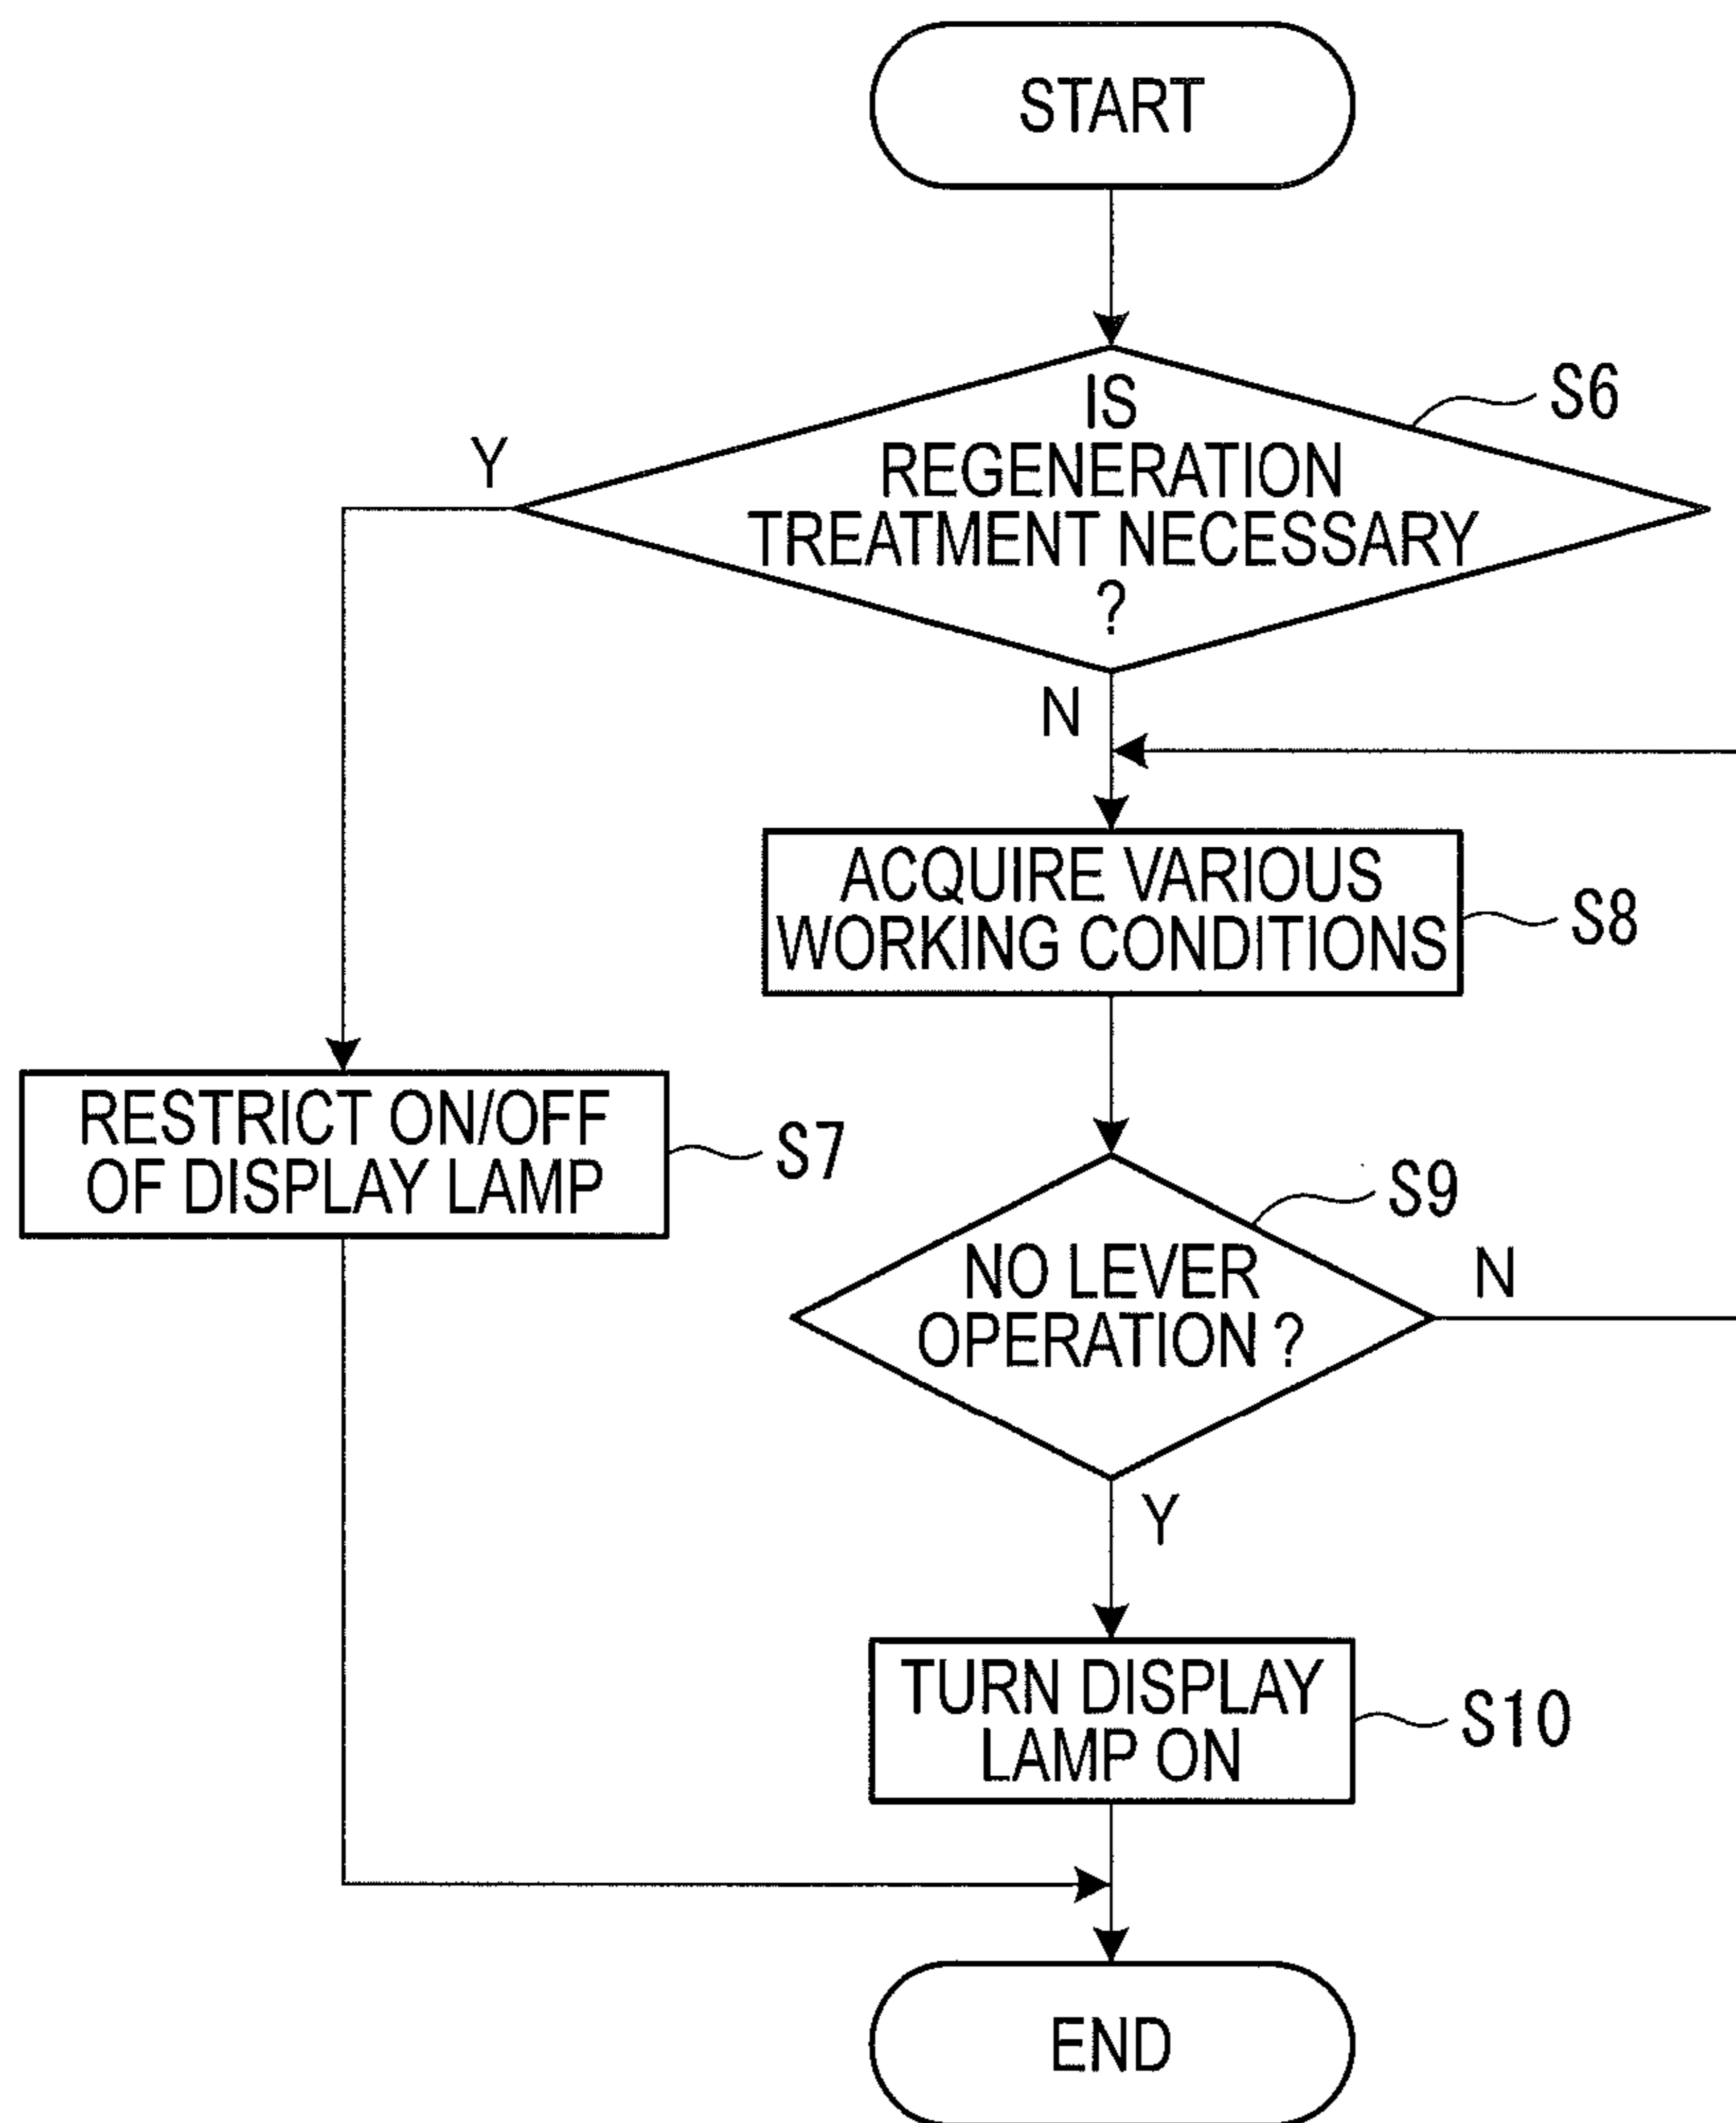 START
IS
REGENERATION
TREATMENT NECESSARY
?
S6
Y
N
ACQUIRE VARIOUS
WORKING CONDITIONS
S8
RESTRICT ON/OFF
OF DISPLAY LAMP
S7
NO LEVER
OPERATION ?
S9
N
Y
TURN DISPLAY
LAMP ON
S10
END